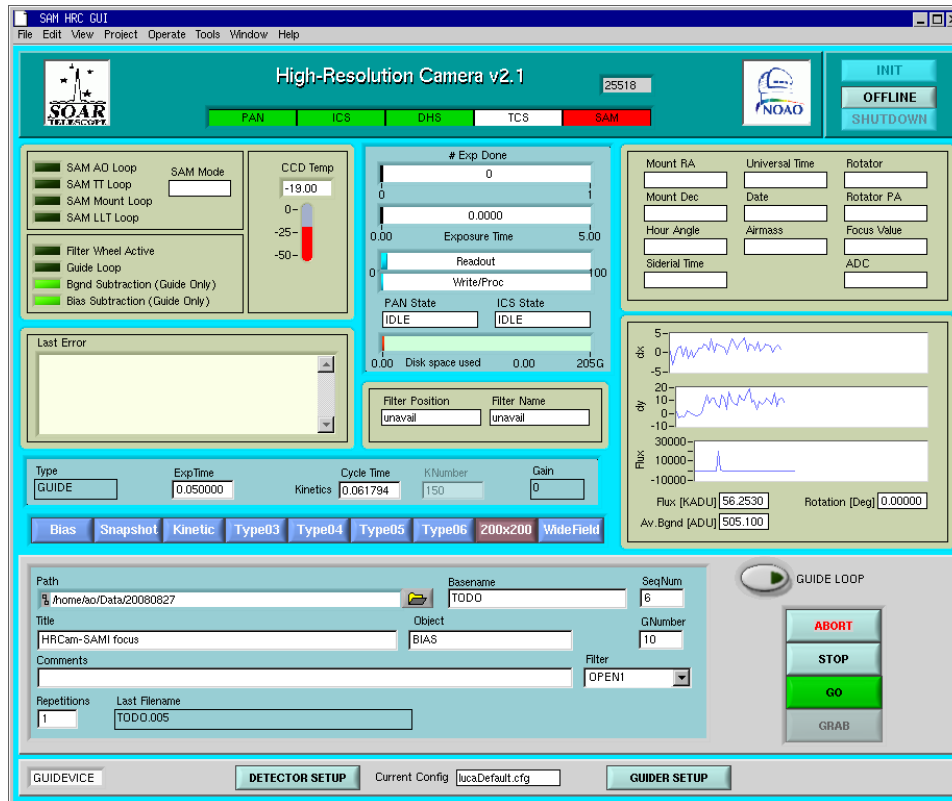 SAM HRC GUI
File Edit View Project Operate Tools Window Help
SOAR
TELESCOPE
High-Resolution Camera v2.1
25518
NOAO
INIT
OFFLINE
SHUTDOWN
PAN ICS DHS TCS SAM
SAM AO Loop
SAM TT Loop
SAM Mount Loop
SAM LLT Loop
SAM Mode
Filter Wheel Active
Guide Loop
Bgnd Subtraction (Guide Only)
Bias Subtraction (Guide Only)
CCD Temp
-19.00
0-
-25-
-50-
# Exp Done
0
0 1
0.0000
0.00 Exposure Time 5.00
Readout
0 100
Write/Proc
PAN State ICS State
IDLE IDLE
0.00 Disk space used 0.00 205G
Filter Position Filter Name
unavail unavail
Mount RA Universal Time Rotator
Mount Dec Date Rotator PA
Hour Angle Airmass Focus Value
Siderial Time ADC
Last Error
dx
5-
0-
-5-
dy
20-
10-
0-
-10-
Flux
30000-
10000-
-10000-
Flux [KADU] 56.2530 Rotation [Deg] 0.00000
Av.Bgnd [ADU] 505.100
Type ExpTime Cycle Time KNumber Gain
GUIDE 0.050000 Kinetics 0.061794 150 0
Bias Snapshot Kinetic Type03 Type04 Type05 Type06 200x200 WideField
Path Basename SeqNum
/home/ao/Data/20080827 TODO 6
Title Object GNumber
HRCam-SAMI focus BIAS 10
Comments Filter
OPEN1
Repetitions Last Filename
1 TODO.005
GUIDE LOOP
ABORT
STOP
GO
GRAB
GUIDEVICE DETECTOR SETUP Current Config lucaDefault.cfg GUIDER SETUP